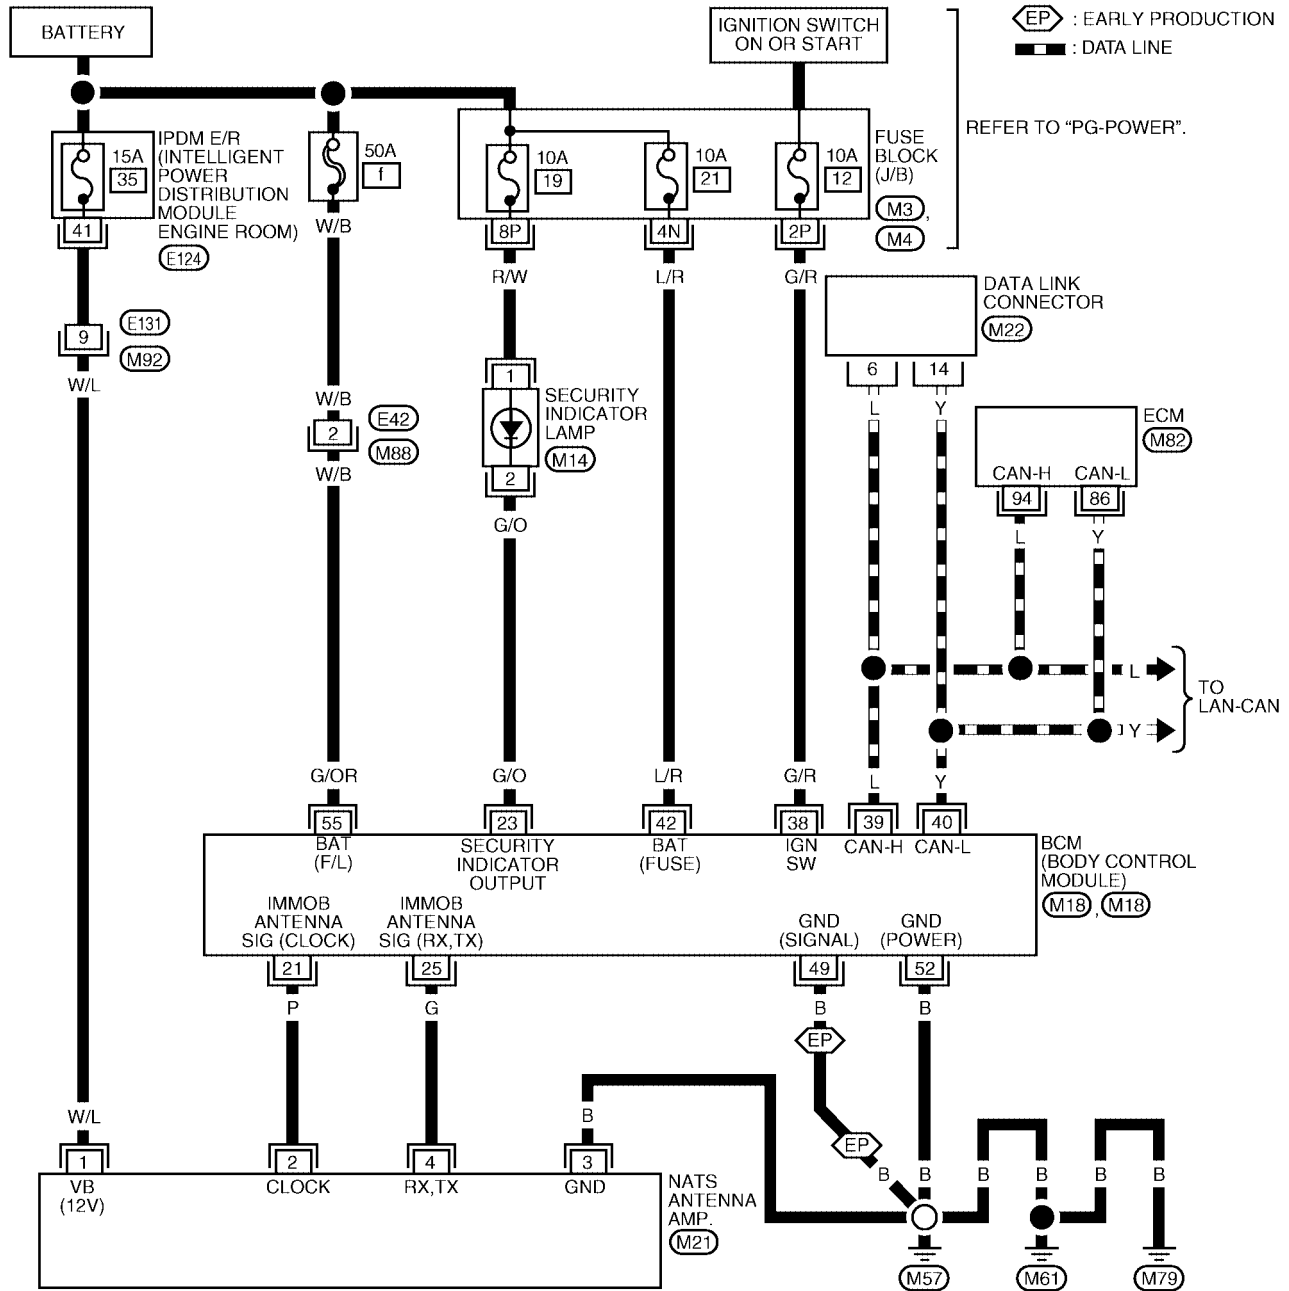 BATTERY
IGNITION SWITCH
ON OR START
EP : EARLY PRODUCTION
: DATA LINE
REFER TO “PG-POWER”.
15A
35
41
IPDM E/R
(INTELLIGENT
POWER
DISTRIBUTION
MODULE
ENGINE ROOM)
E124
50A
f
W/B
10A
19
10A
21
10A
12
FUSE
BLOCK
(J/B)
M3 ,
M4
8P
4N
2P
R/W
L/R
G/R
9
E131
M92
W/L
W/B
2
E42
M88
W/B
1
SECURITY
INDICATOR
LAMP
M14
2
G/O
DATA LINK
CONNECTOR
M22
6
14
L
Y
ECM
M82
CAN-H
CAN-L
94
86
L
Y
L
Y
TO
LAN-CAN
G/OR
G/O
L/R
G/R
L
Y
55
23
42
38
39
40
BAT
(F/L)
SECURITY
INDICATOR
OUTPUT
BAT
(FUSE)
IGN
SW
CAN-H
CAN-L
BCM
(BODY CONTROL
MODULE)
M18 , M18
IMMOB
ANTENNA
SIG (CLOCK)
IMMOB
ANTENNA
SIG (RX,TX)
GND
(SIGNAL)
GND
(POWER)
21
25
49
52
P
G
B
B
EP
W/L
B
EP
1
2
4
3
B
B
B
B
B
B
VB
(12V)
CLOCK
RX,TX
GND
NATS
ANTENNA
AMP.
M21
M57
M61
M79